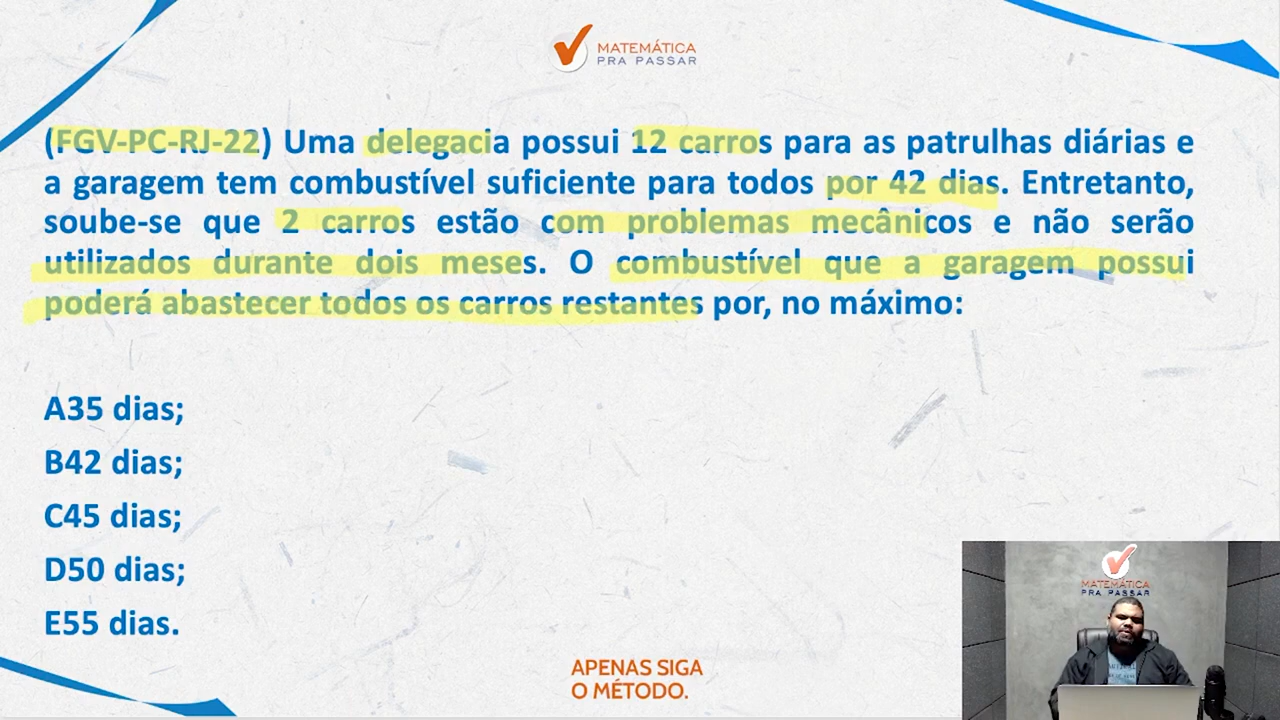 MATEMÁTICA
PRA PASSAR
(FGV-PC-RJ-22) Uma delegacia possui 12 carros para as patrulhas diárias e
a garagem tem combustível suficiente para todos por 42 dias. Entretanto,
soube-se que 2 carros estão com problemas mecânicos e não serão
utilizados durante dois meses. O combustível que a garagem possui
poderá abastecer todos os carros restantes por, no máximo:
A35 dias;
B42 dias;
C45 dias;
D50 dias;
E55 dias.
MATEMÁTICA
PRA PASSAR
APENAS SIGA
O MÉTODO.